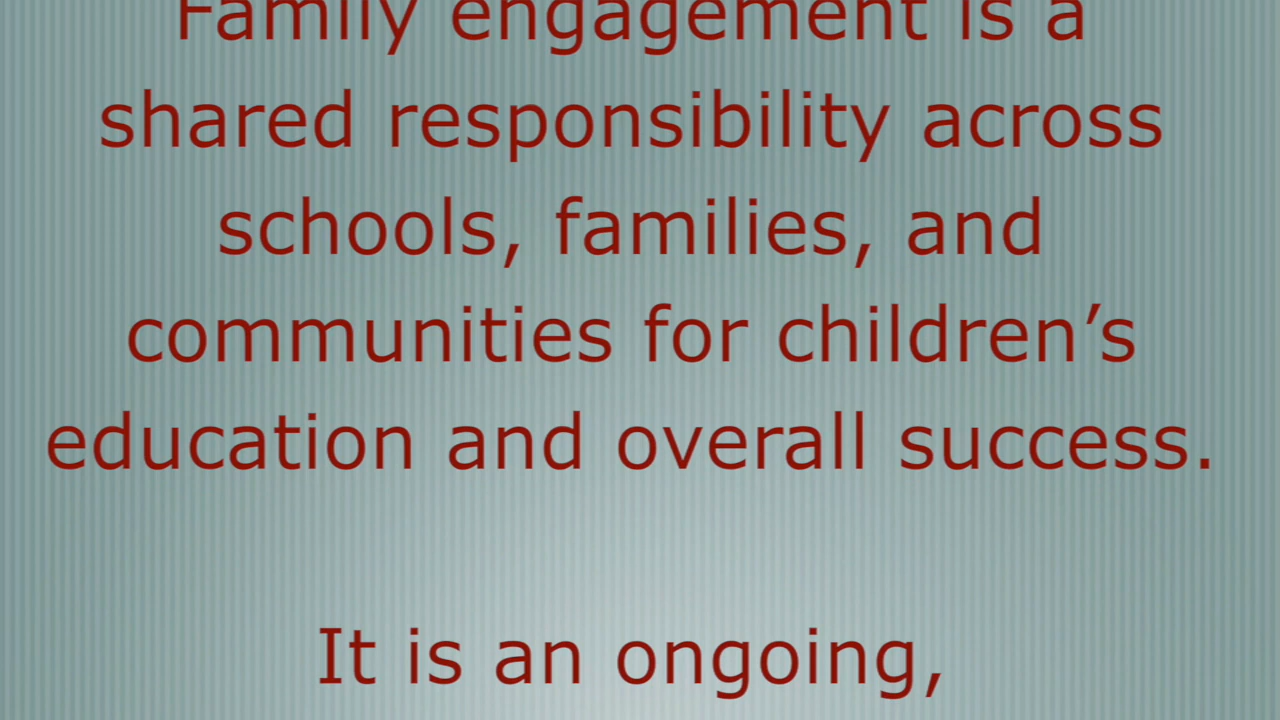 Family engagement is a
shared responsibility across
schools, families, and
communities for children’s
education and overall success.
It is an ongoing,